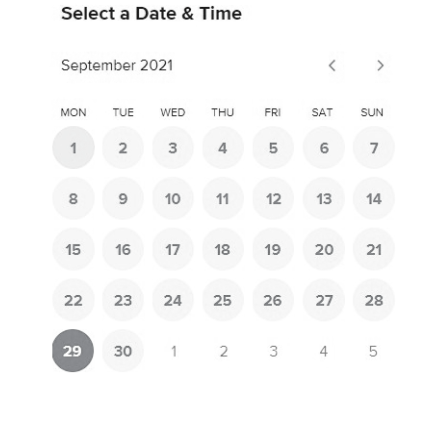 Select a Date & Time
September 2021
MON TUE WED THU FRI SAT SUN
1 2 3 4 5 6 7
8 9 10 11 12 13 14
15 16 17 18 19 20 21
22 23 24 25 26 27 28
29 30 1 2 3 4 5